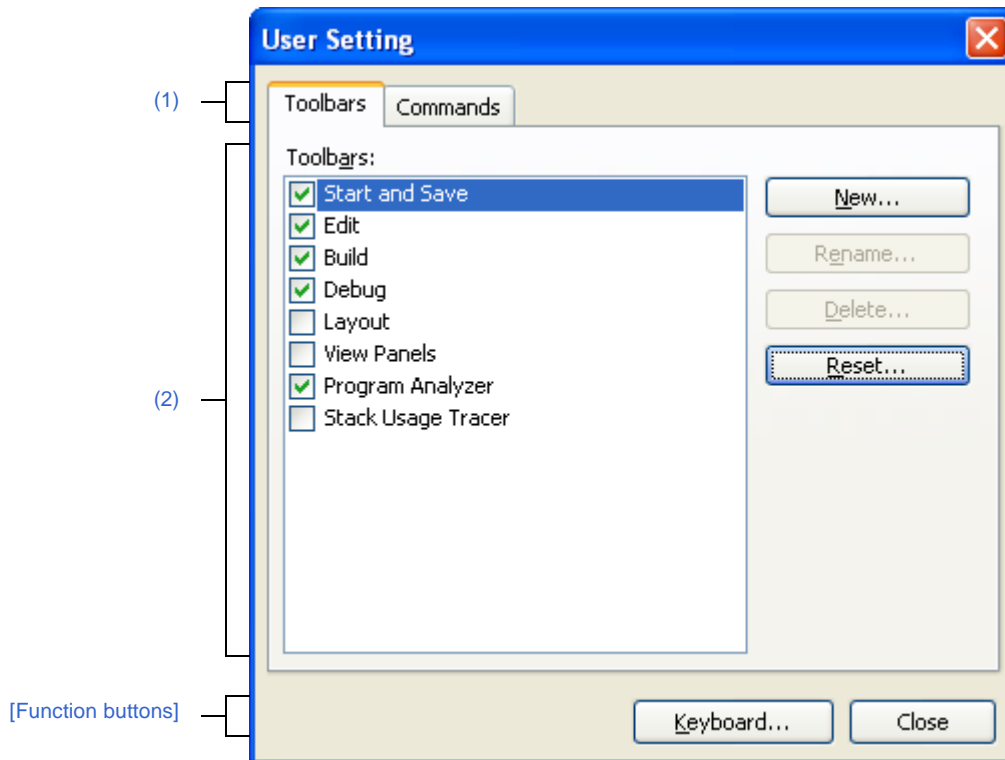 User Setting
(1)
Toolbars
Commands
Toolbars:
Start and Save
Edit
Build
Debug
Layout
View Panels
Program Analyzer
Stack Usage Tracer
New...
Rename...
Delete...
Reset...
(2)
[Function buttons]
Keyboard...
Close